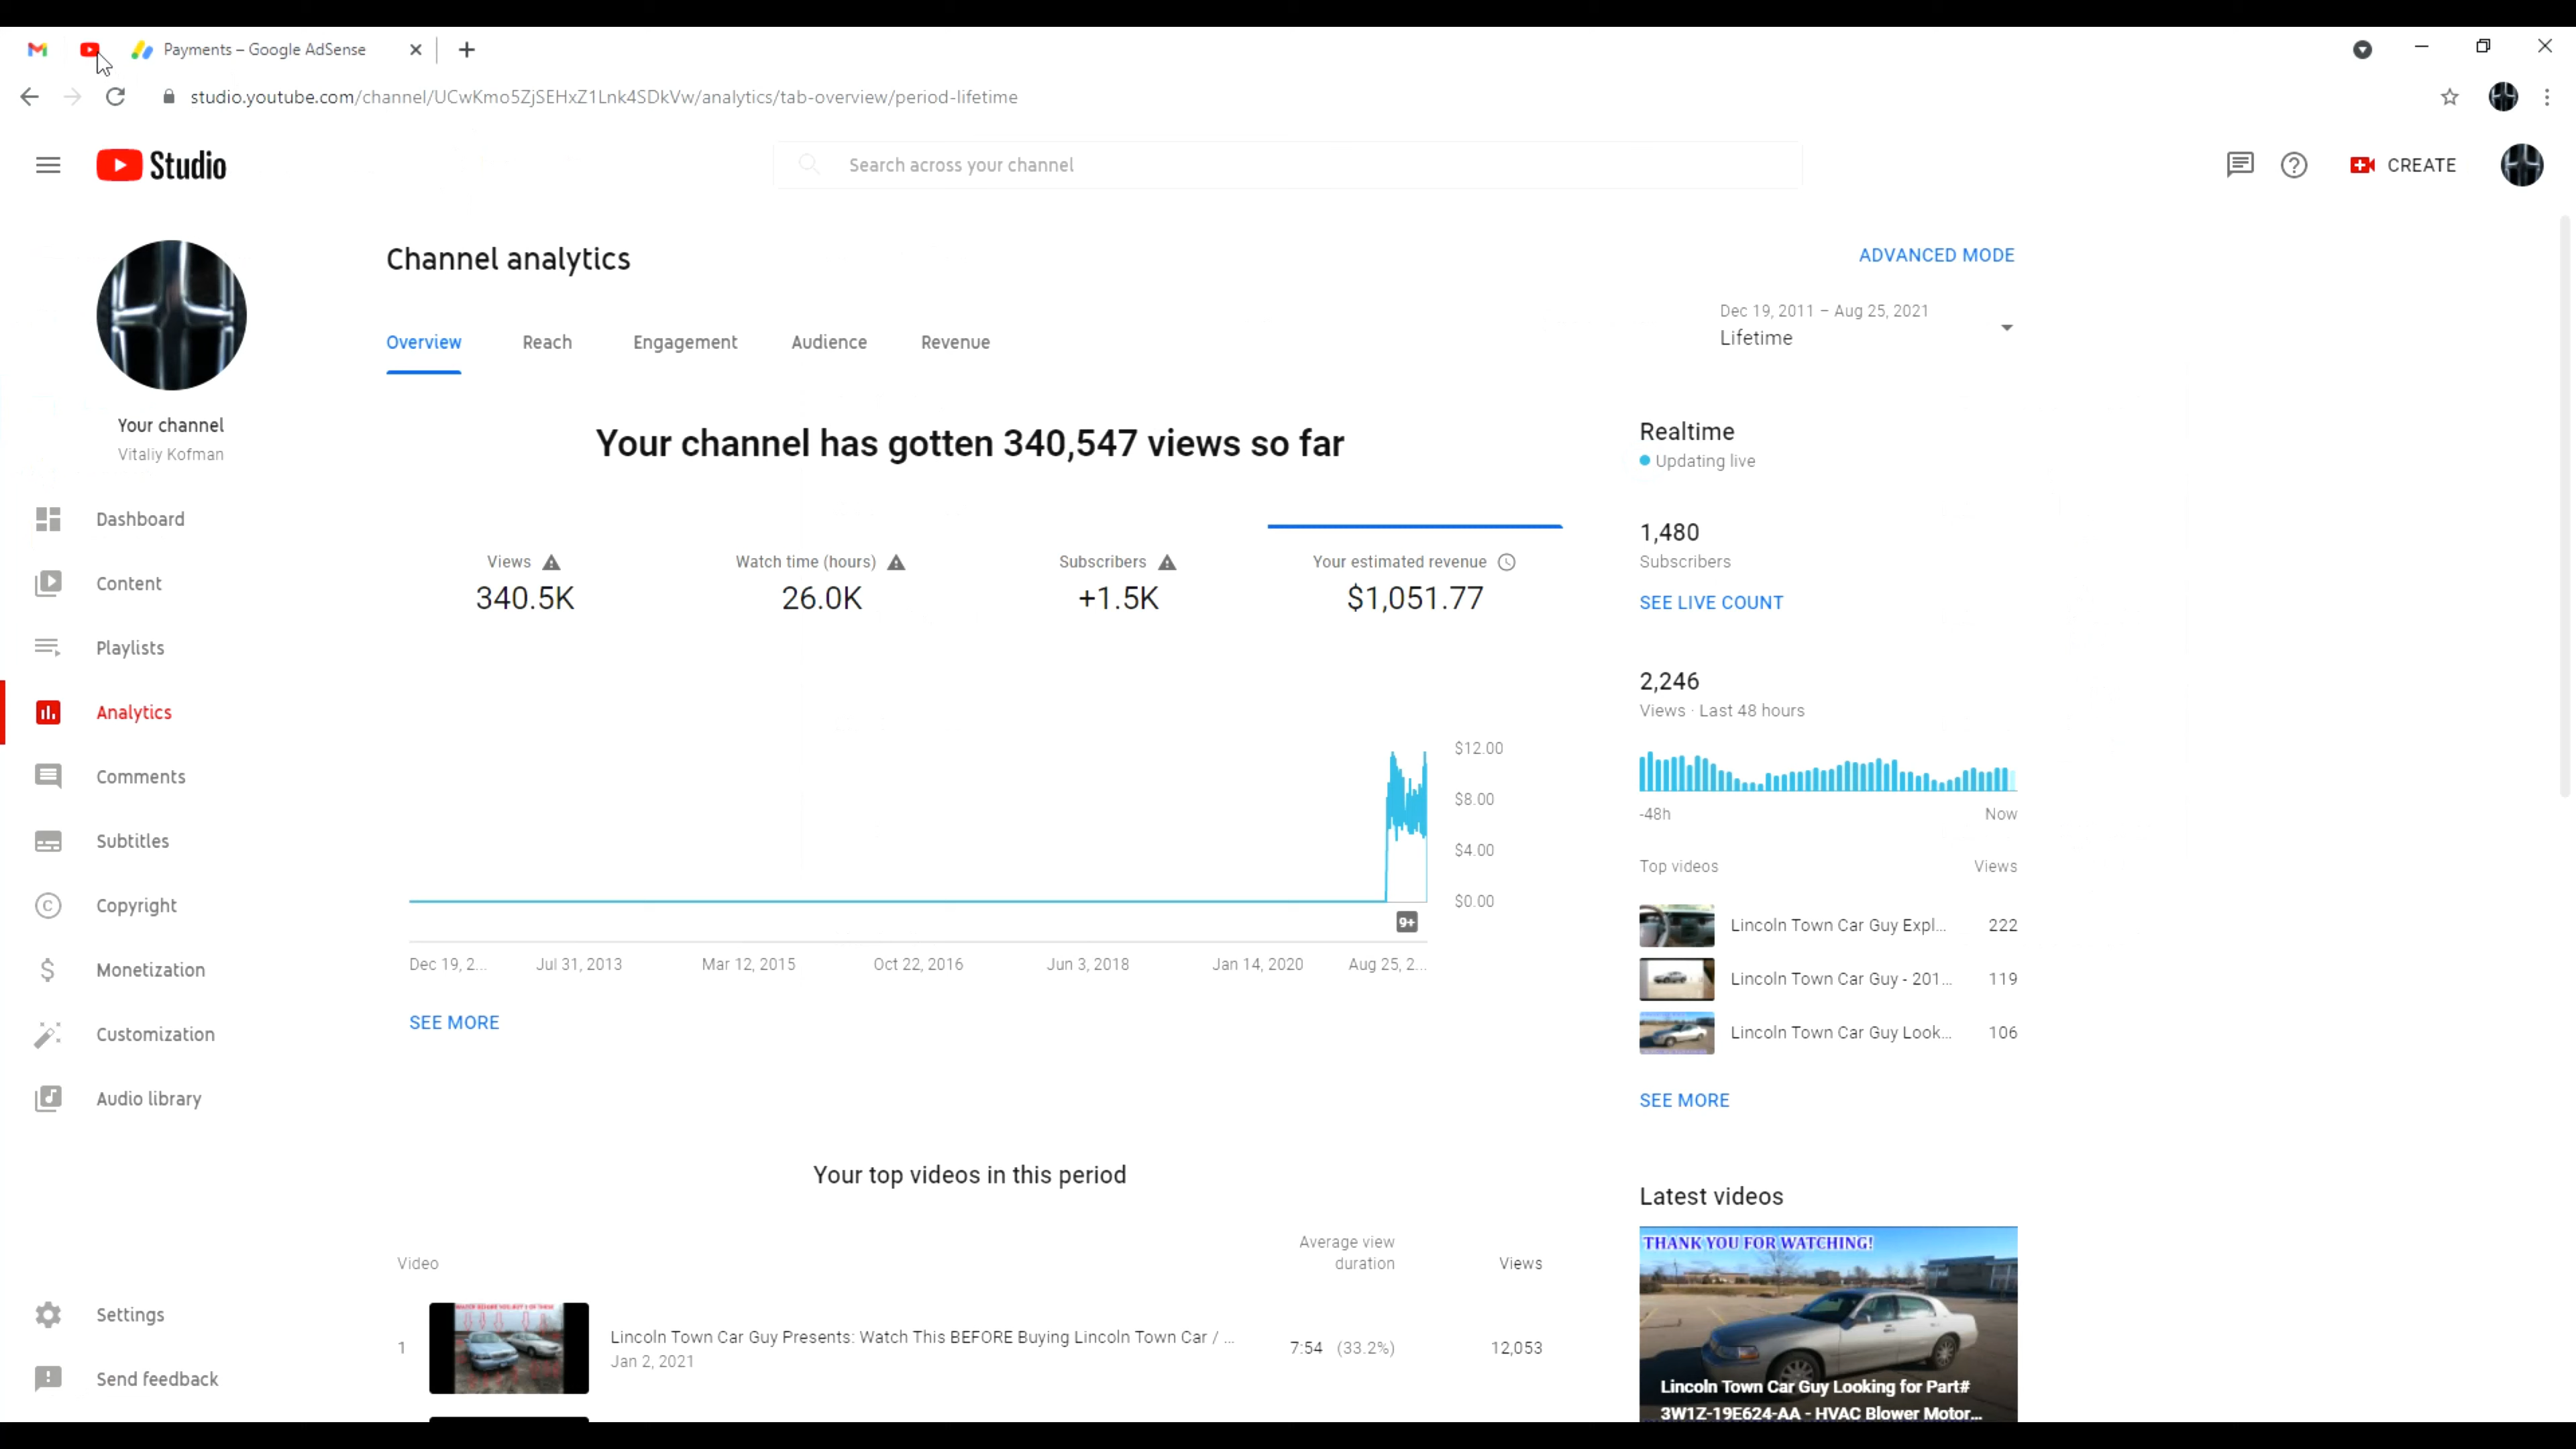 Payments – Google AdSense
studio.youtube.com/channel/UCwKmo5ZjSEHxZ1Lnk4SDkVw/analytics/tab-overview/period-lifetime
Studio
Search across your channel
CREATE
Your channel
Vitaliy Kofman
Dashboard
Content
Playlists
Analytics
Comments
Subtitles
Copyright
Monetization
Customization
Audio library
Settings
Send feedback
Channel analytics
ADVANCED MODE
Dec 19, 2011 – Aug 25, 2021
Lifetime
Overview Reach Engagement Audience Revenue
Your channel has gotten 340,547 views so far
Views Watch time (hours) Subscribers Your estimated revenue
340.5K 26.0K +1.5K $1,051.77
$12.00
$8.00
$4.00
$0.00
9+
Dec 19, 2... Jul 31, 2013 Mar 12, 2015 Oct 22, 2016 Jun 3, 2018 Jan 14, 2020 Aug 25, 2...
SEE MORE
Your top videos in this period
Video Average view duration Views
1 Lincoln Town Car Guy Presents: Watch This BEFORE Buying Lincoln Town Car / ... 7:54 (33.2%) 12,053
Jan 2, 2021
Realtime
Updating live
1,480
Subscribers
SEE LIVE COUNT
2,246
Views · Last 48 hours
-48h Now
Top videos Views
Lincoln Town Car Guy Expl... 222
Lincoln Town Car Guy - 201... 119
Lincoln Town Car Guy Look... 106
SEE MORE
Latest videos
THANK YOU FOR WATCHING!
Lincoln Town Car Guy Looking for Part#
3W1Z-19E624-AA - HVAC Blower Motor...